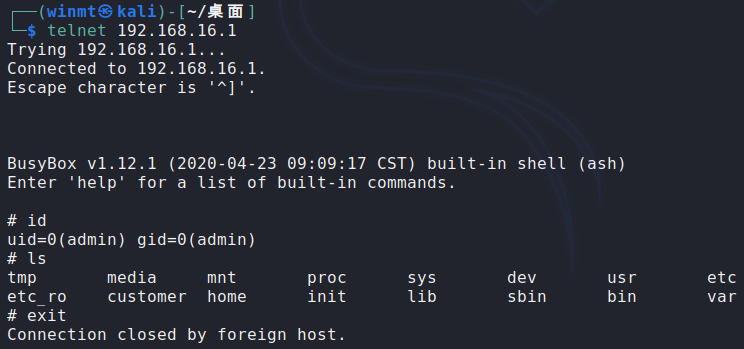 ┌──(winmt㉿kali)-[~/桌面]
└─$ telnet 192.168.16.1
Trying 192.168.16.1...
Connected to 192.168.16.1.
Escape character is '^]'.
BusyBox v1.12.1 (2020-04-23 09:09:17 CST) built-in shell (ash)
Enter 'help' for a list of built-in commands.
# id
uid=0(admin) gid=0(admin)
# ls
tmp media mnt proc sys dev usr etc
etc_ro customer home init lib sbin bin var
# exit
Connection closed by foreign host.